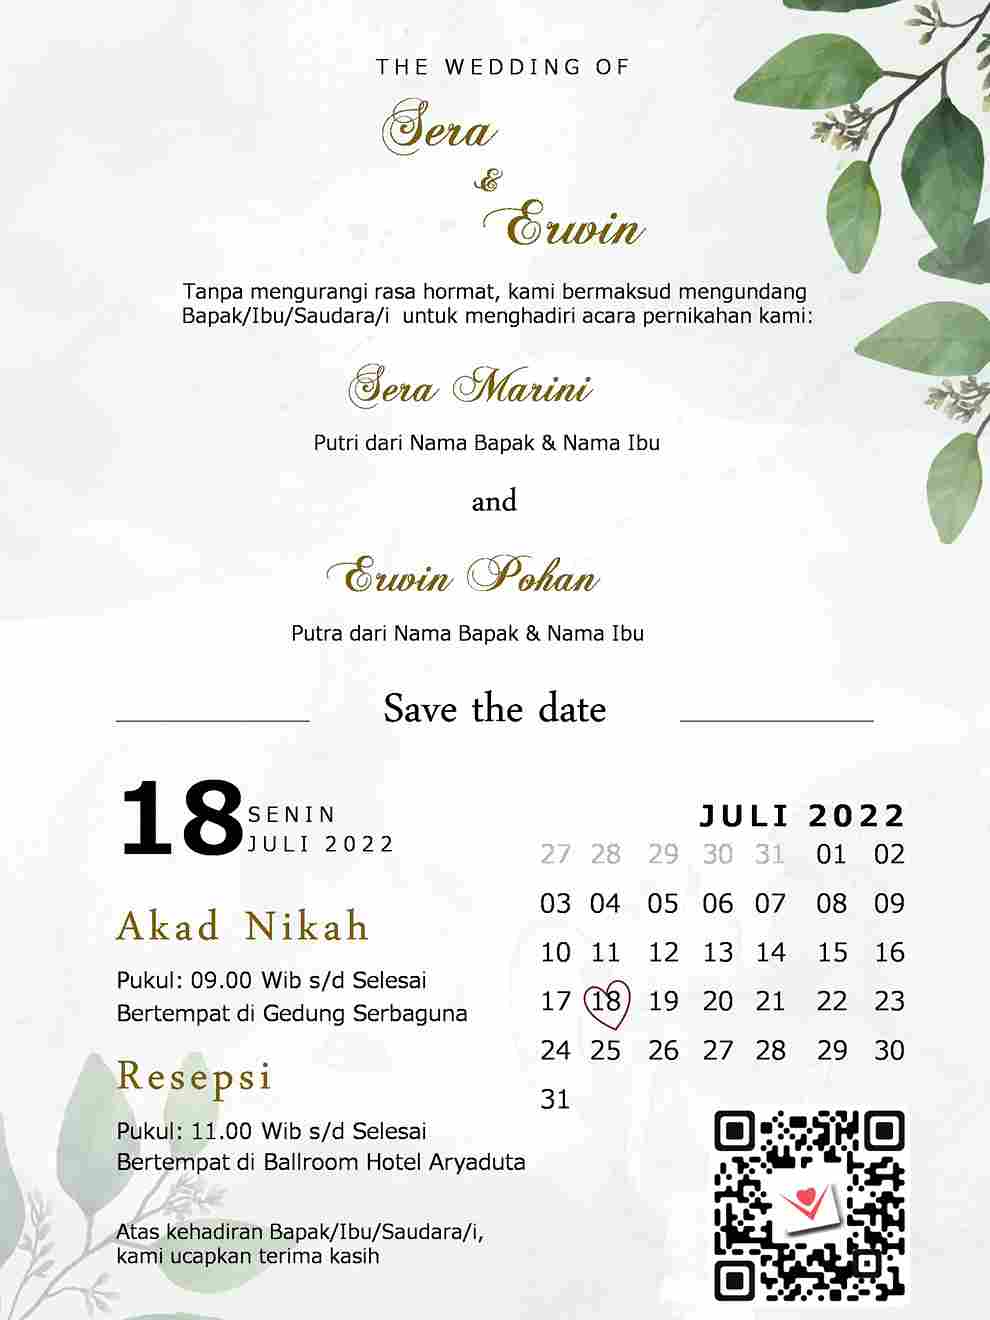 THE WEDDING OF
Sera
&
Erwin
Tanpa mengurangi rasa hormat, kami bermaksud mengundang
Bapak/Ibu/Saudara/i untuk menghadiri acara pernikahan kami:
Sera Marini
Putri dari Nama Bapak & Nama Ibu
and
Erwin Pohan
Putra dari Nama Bapak & Nama Ibu
Save the date
18
SENIN
JULI 2022
Akad Nikah
Pukul: 09.00 Wib s/d Selesai
Bertempat di Gedung Serbaguna
Resepsi
Pukul: 11.00 Wib s/d Selesai
Bertempat di Ballroom Hotel Aryaduta
Atas kehadiran Bapak/Ibu/Saudara/i,
kami ucapkan terima kasih
JULI 2022
27 28 29 30 31 01 02
03 04 05 06 07 08 09
10 11 12 13 14 15 16
17 18 19 20 21 22 23
24 25 26 27 28 29 30
31